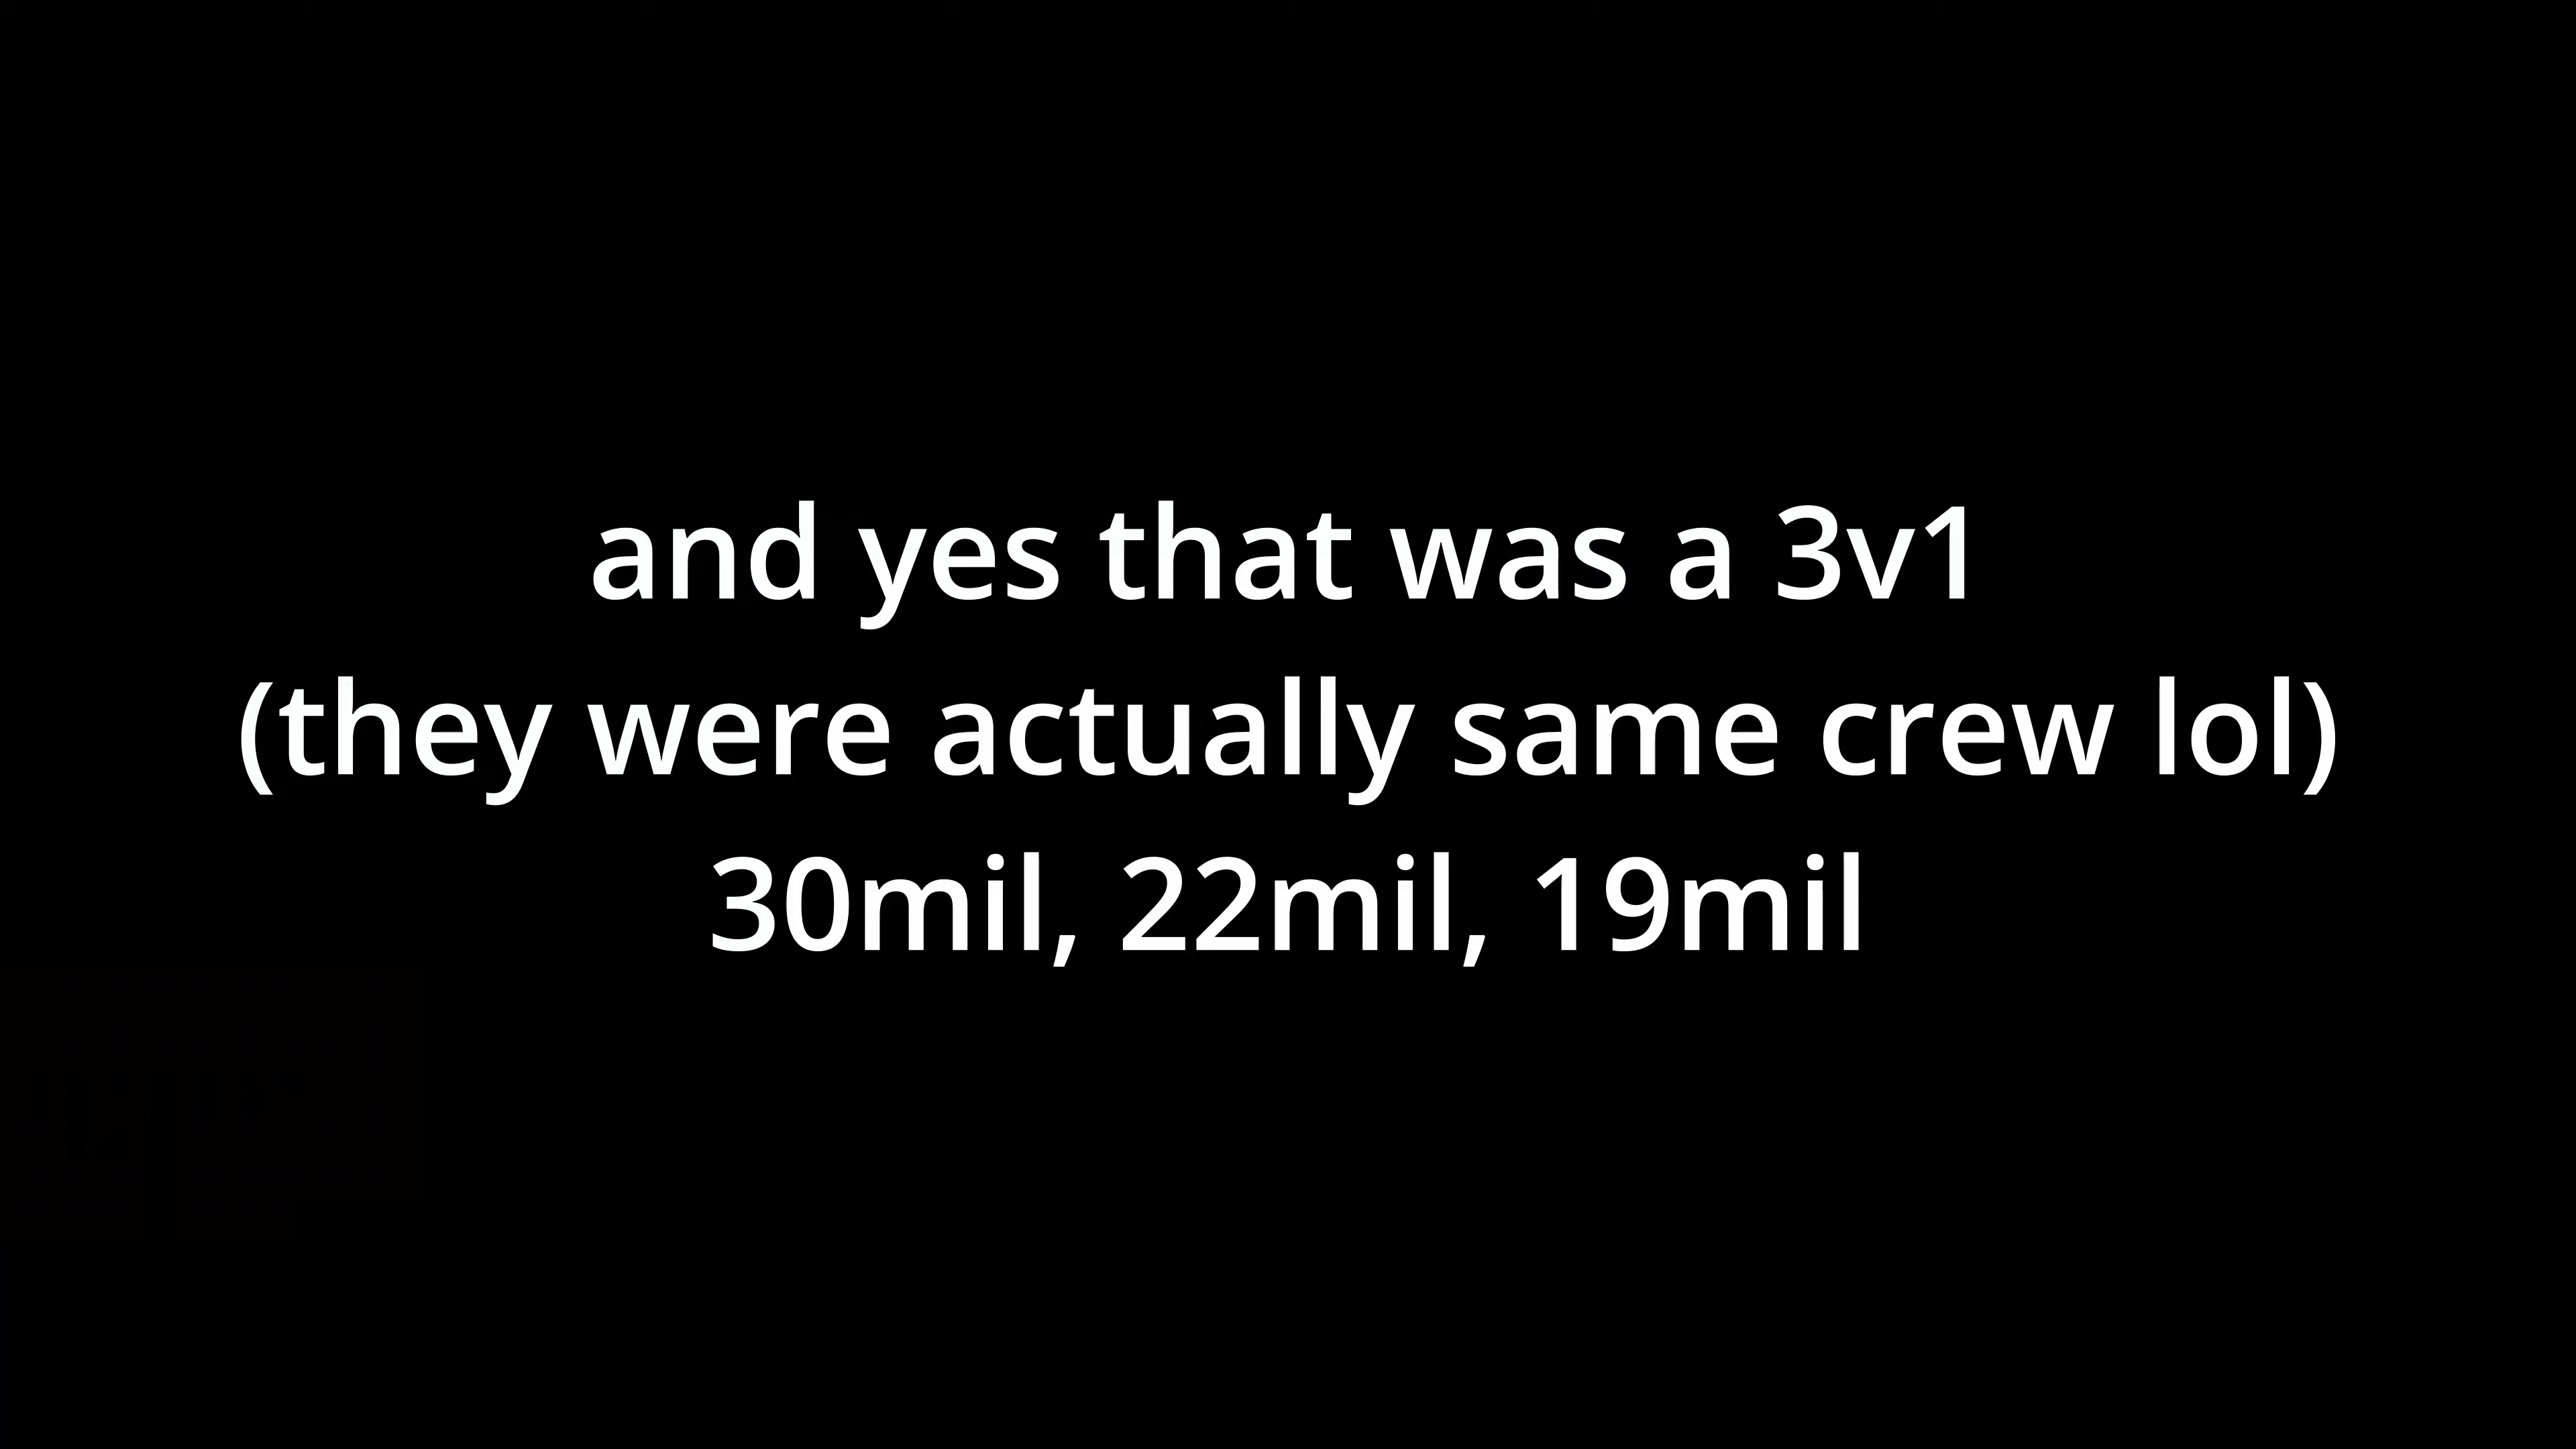 and yes that was a 3v1
(they were actually same crew lol)
30mil, 22mil, 19mil